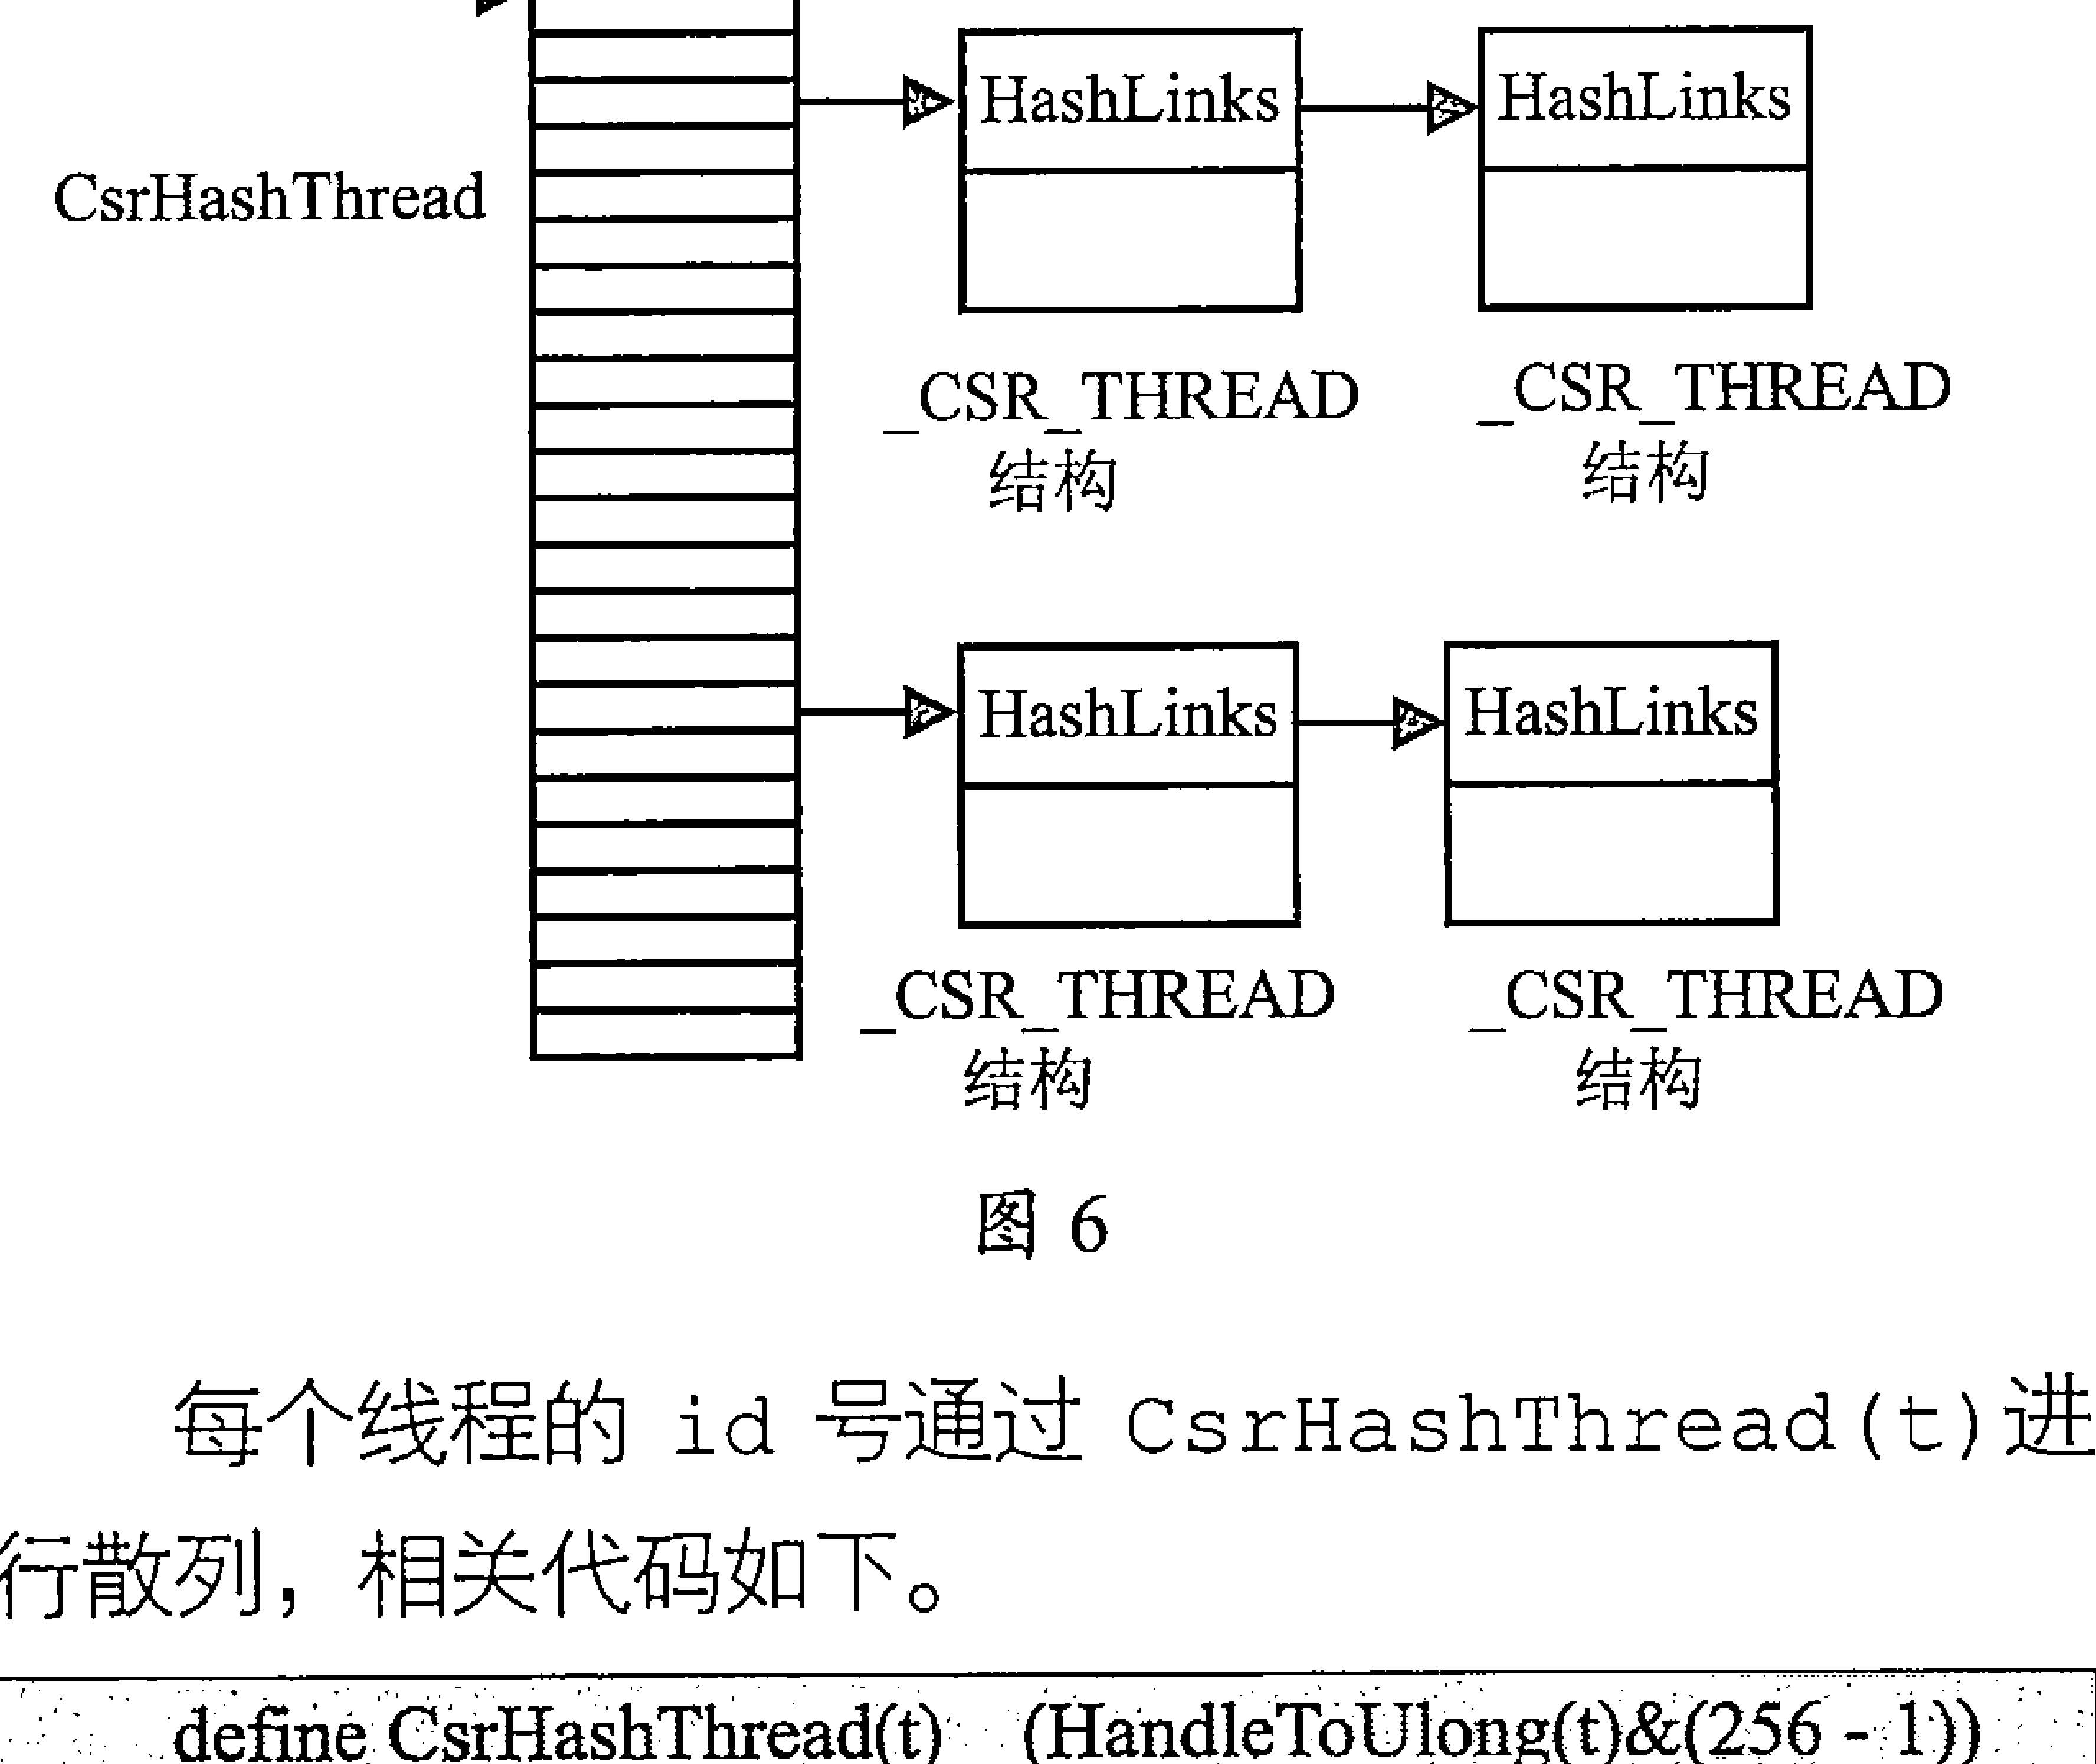 HashLinks HashLinks
CsrHashThread
_CSR_THREAD _CSR_THREAD
结构 结构
HashLinks HashLinks
_CSR_THREAD _CSR_THREAD
结构 结构
图 6
每个线程的 id 号通过 CsrHashThread(t)进
行散列，相关代码如下。
define CsrHashThread(t) (HandleToUlong(t)&(256 - 1))